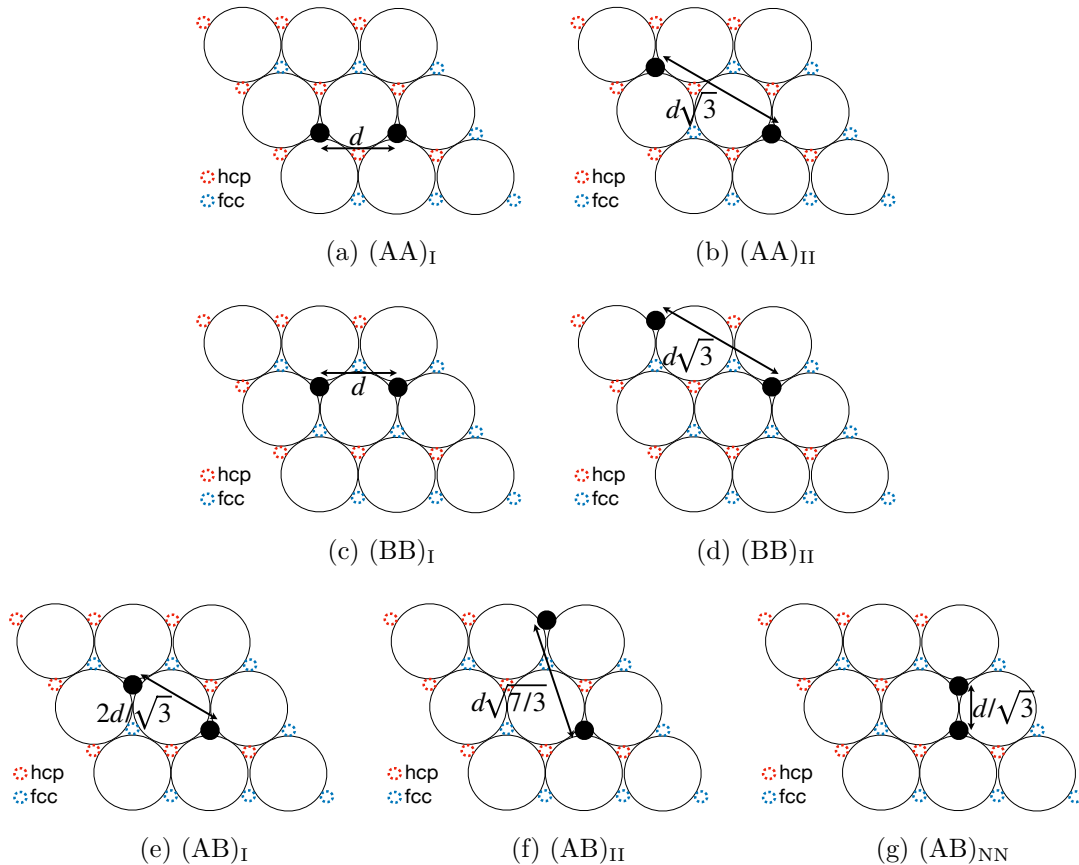 d
hcp
fcc
(a) (AA)I
d√3
hcp
fcc
(b) (AA)II
d
hcp
fcc
(c) (BB)I
d√3
hcp
fcc
(d) (BB)II
2d/√3
hcp
fcc
(e) (AB)I
d√7/3
hcp
fcc
(f) (AB)II
d/√3
hcp
fcc
(g) (AB)NN